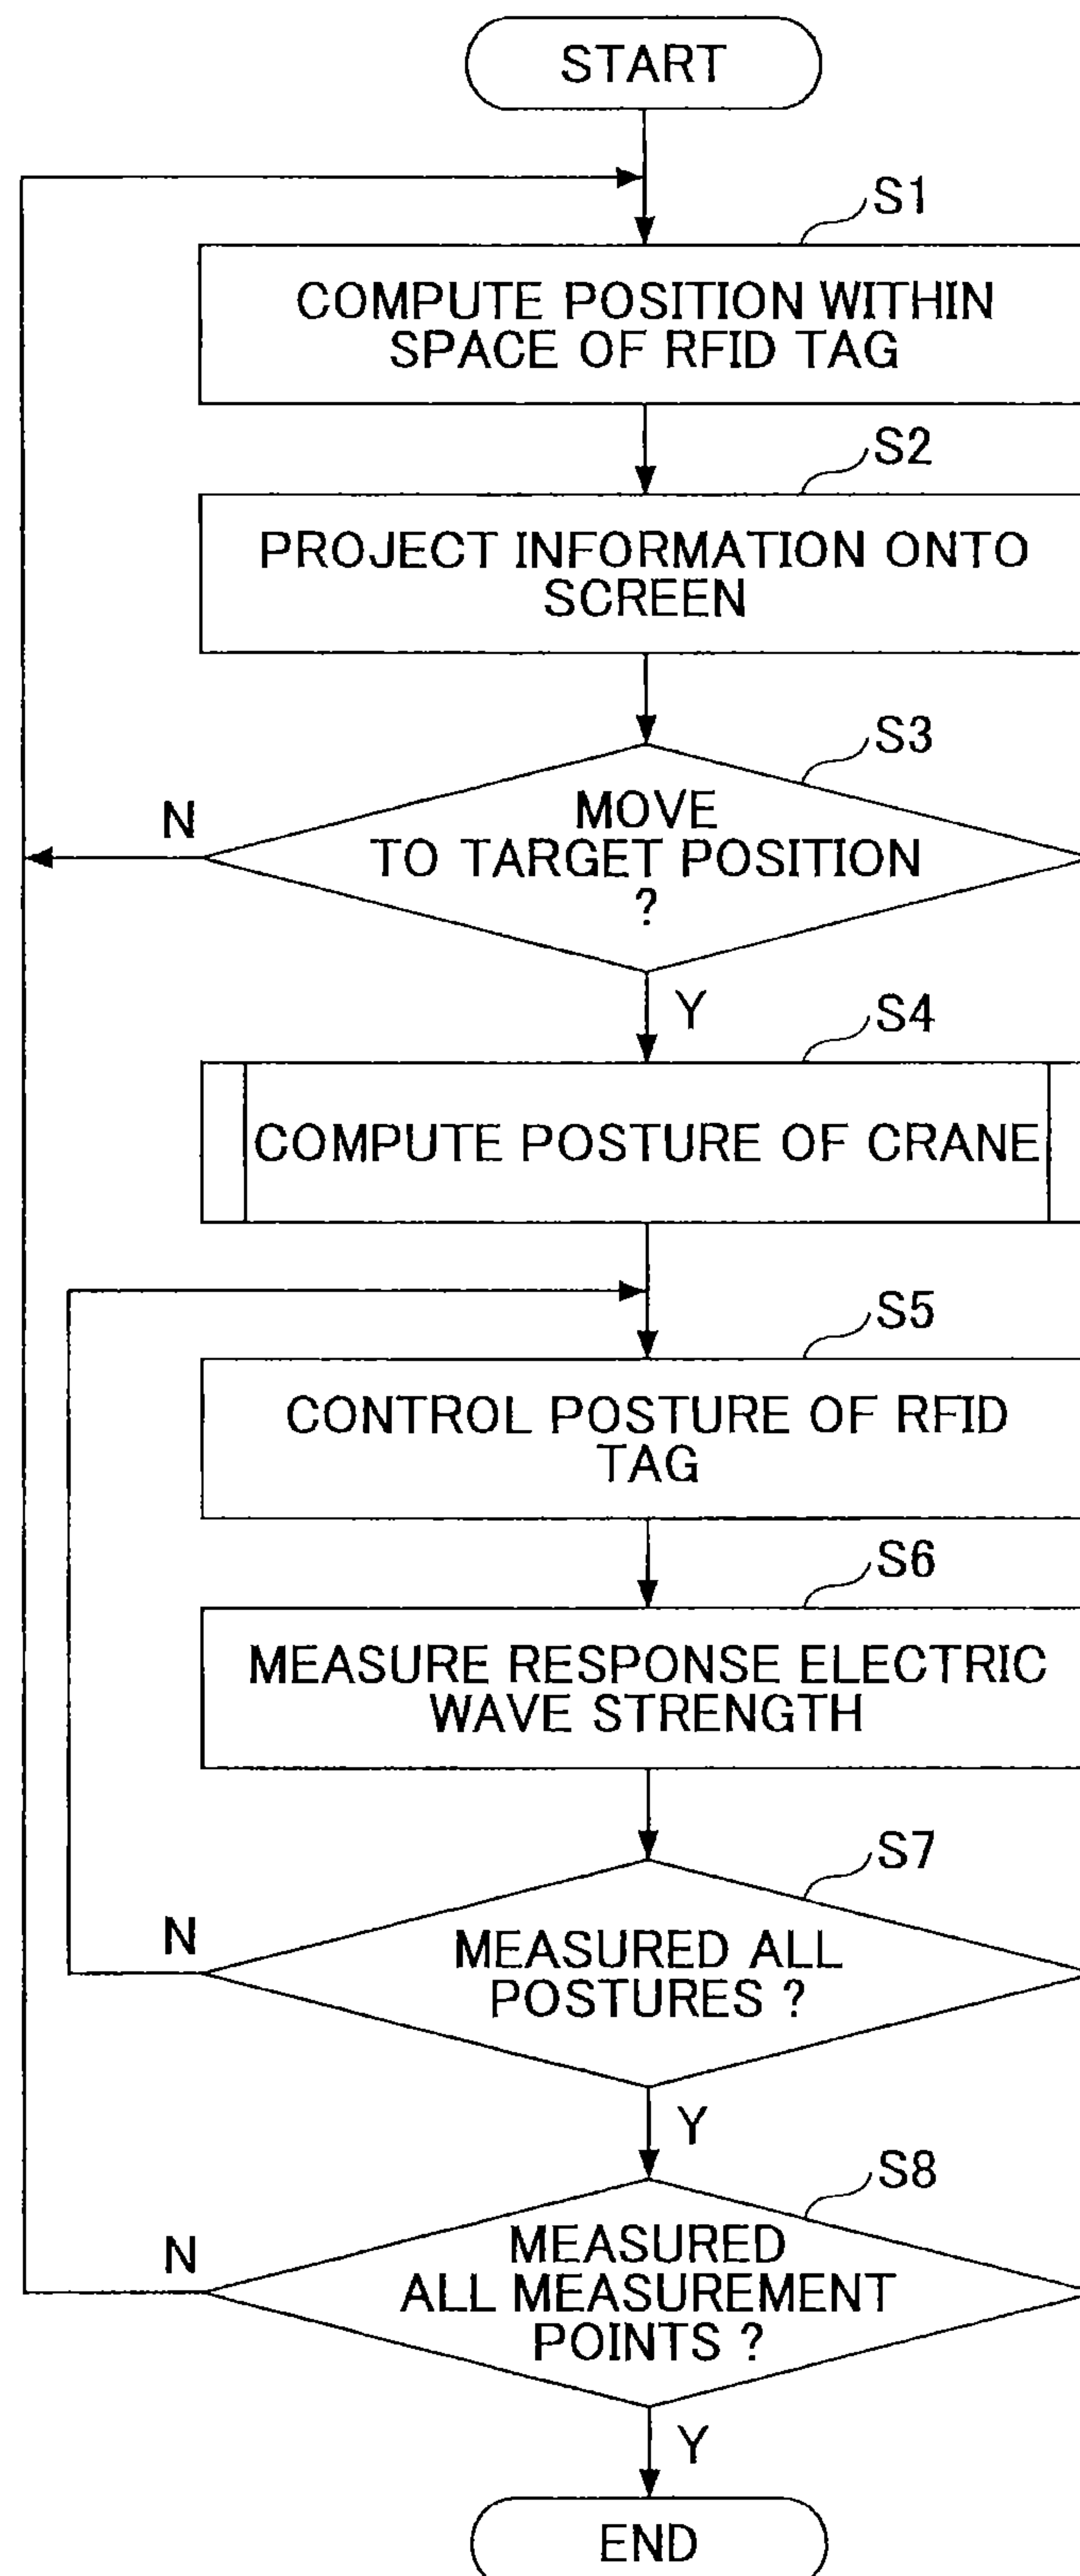 START
S1
COMPUTE POSITION WITHIN
SPACE OF RFID TAG
S2
PROJECT INFORMATION ONTO
SCREEN
S3
N
MOVE
TO TARGET POSITION
?
Y
S4
COMPUTE POSTURE OF CRANE
S5
CONTROL POSTURE OF RFID
TAG
S6
MEASURE RESPONSE ELECTRIC
WAVE STRENGTH
S7
N
MEASURED ALL
POSTURES ?
Y
S8
N
MEASURED
ALL MEASUREMENT
POINTS ?
Y
END